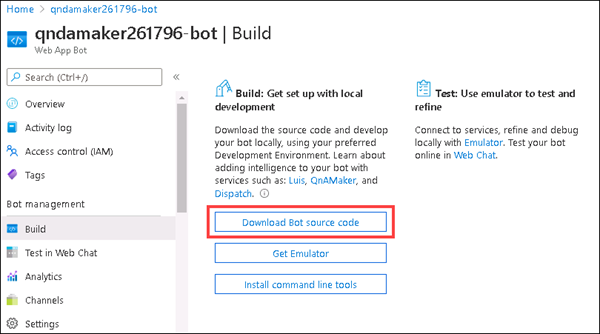 Home > qndamaker261796-bot
qndamaker261796-bot | Build
Web App Bot
Search (Ctrl+/)
«
Overview
Activity log
Access control (IAM)
Tags
Bot management
Build
Test in Web Chat
Analytics
Channels
Settings
Build: Get set up with local
development
Download the source code and develop
your bot locally, using your preferred
Development Environment. Learn about
adding intelligence to your bot with
services such as: Luis, QnAMaker, and
Dispatch.
Download Bot source code
Get Emulator
Install command line tools
Test: Use emulator to test and
refine
Connect to services, refine and debug
locally with Emulator. Test your bot
online in Web Chat.